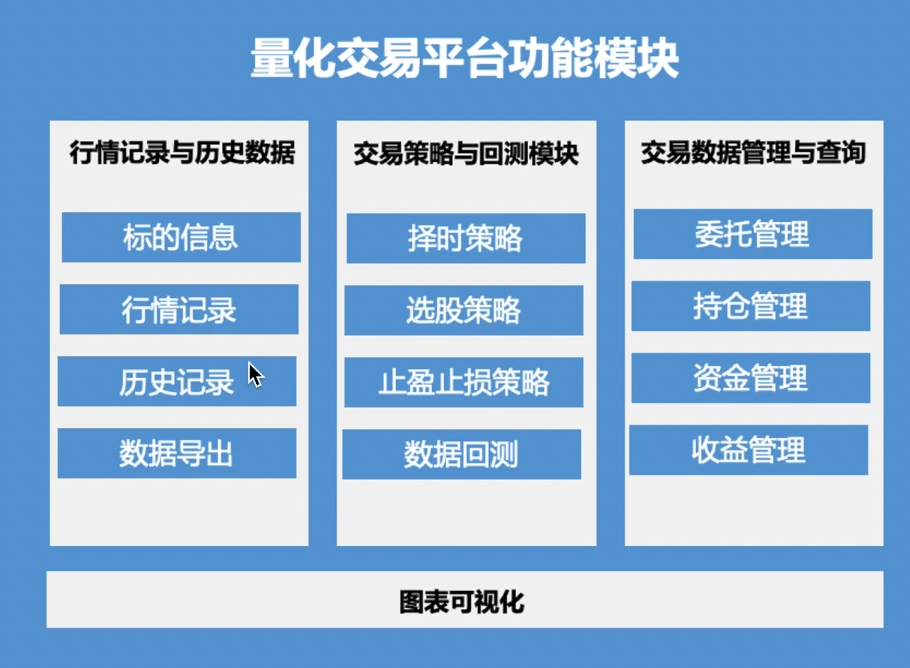 量化交易平台功能模块
行情记录与历史数据
标的信息
行情记录
历史记录
数据导出
交易策略与回测模块
择时策略
选股策略
止盈止损策略
数据回测
交易数据管理与查询
委托管理
持仓管理
资金管理
收益管理
图表可视化